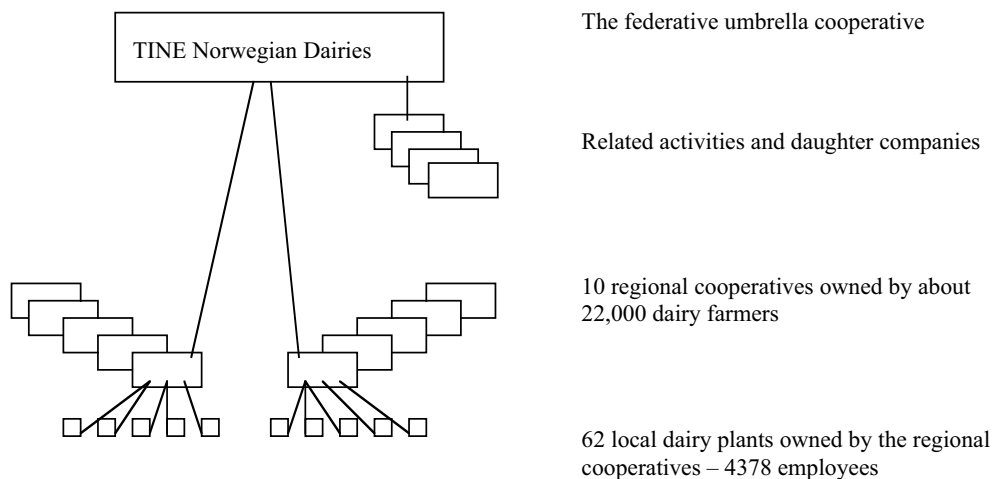 The federative umbrella cooperative
TINE Norwegian Dairies
Related activities and daughter companies
10 regional cooperatives owned by about
22,000 dairy farmers
62 local dairy plants owned by the regional
cooperatives – 4378 employees